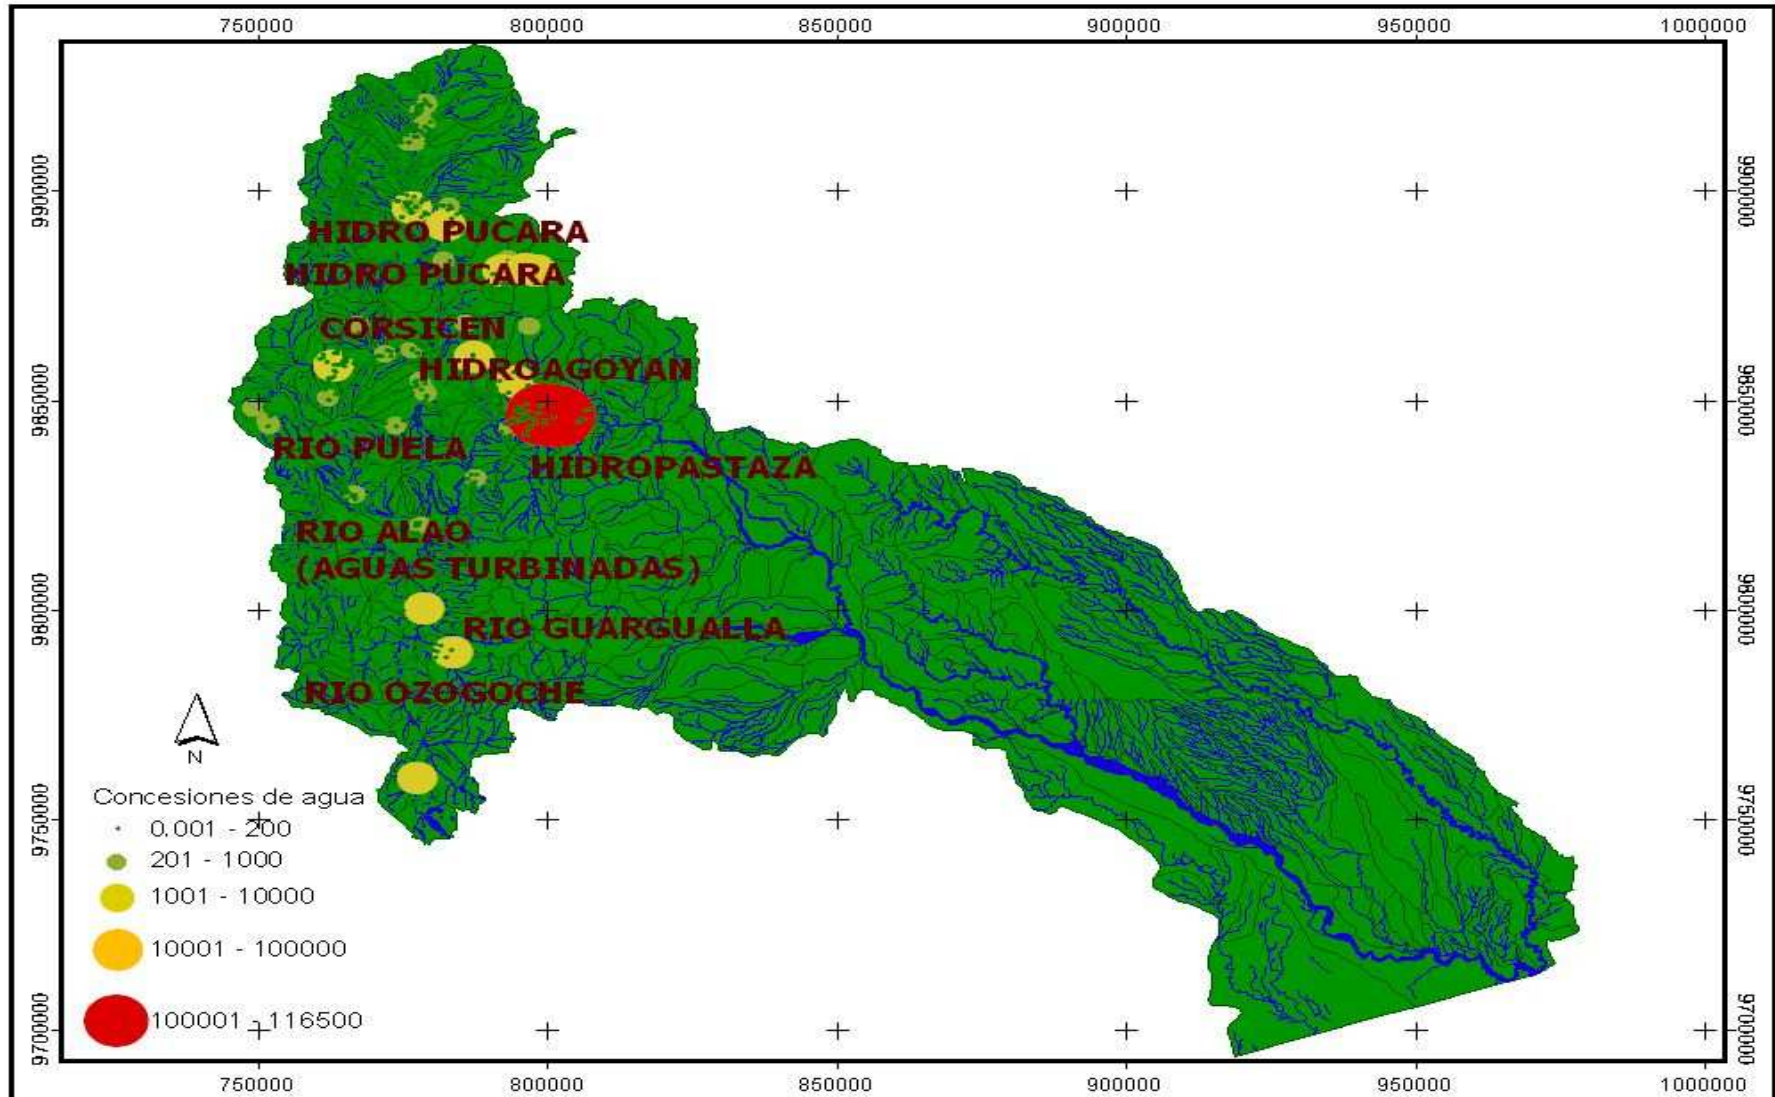 750000 800000 850000 900000 950000 1000000
9900000 9900000
HIDRO PUCARA
HIDRO PUCARA
CORSICEN
HIDROAGOYAN
9850000 9850000
RIO PUELA
HIDROPASTAZA
RIO ALAO
(AGUAS TURBINADAS)
9800000 9800000
RIO GUARGUALLA
RIO OZOGOCHE
N
Concesiones de agua
9750000 9750000
0.001 - 200
201 - 1000
1001 - 10000
10001 - 100000
100001 - 116500
9700000 9700000
750000 800000 850000 900000 950000 1000000